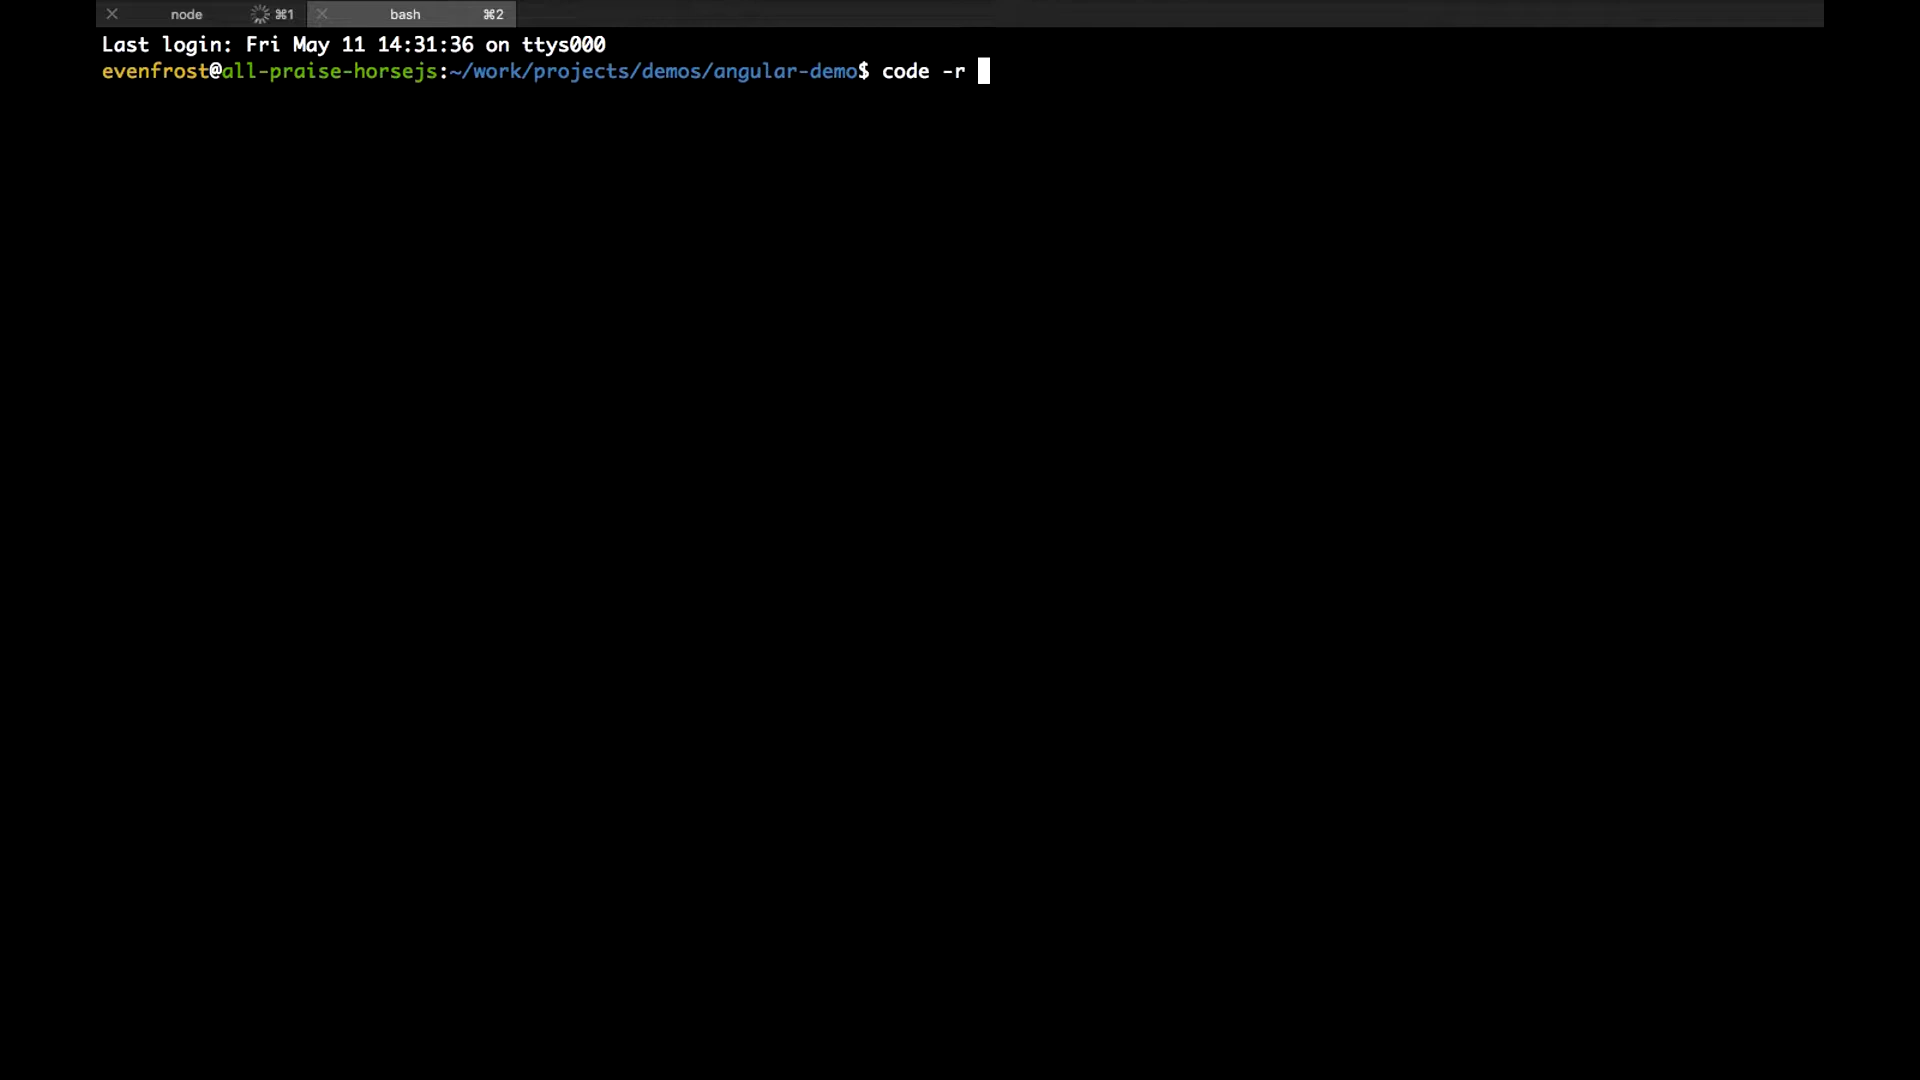 node ⌘1 bash ⌘2
Last login: Fri May 11 14:31:36 on ttys000
evenfrost@all-praise-horsejs:~/work/projects/demos/angular-demo$ code -r